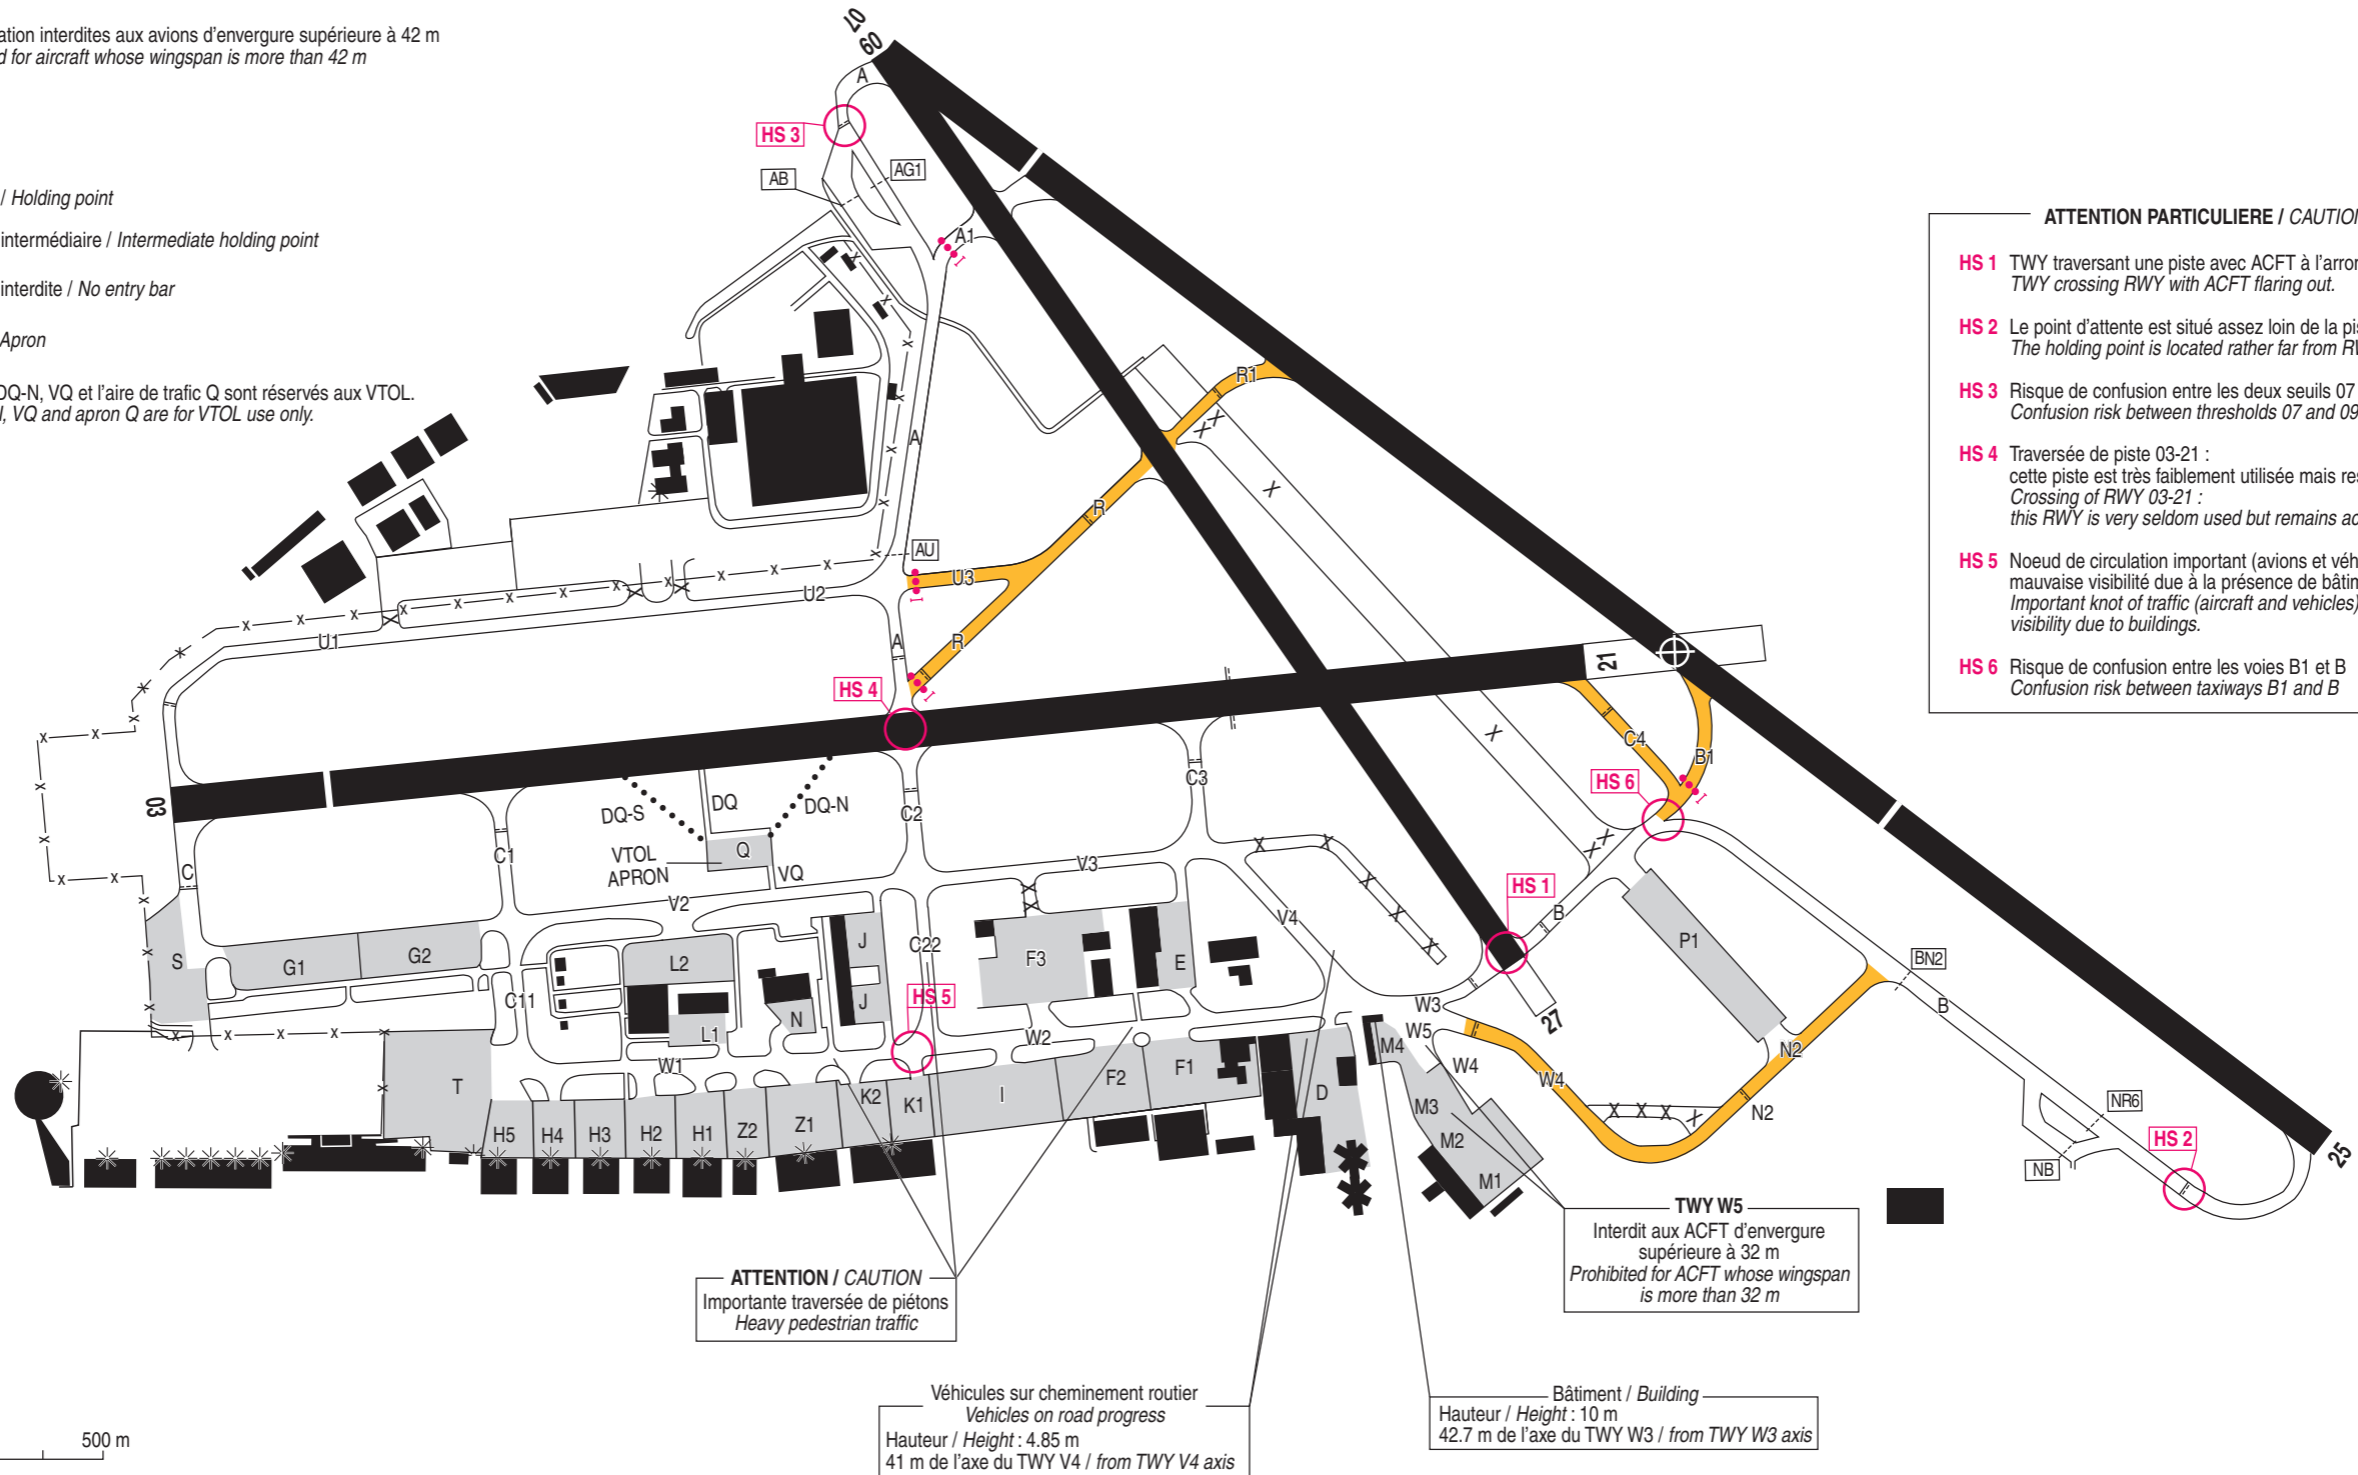 ation interdites aux avions d'envergure supérieure à 42 m
d for aircraft whose wingspan is more than 42 m
/ Holding point
intermédiaire / Intermediate holding point
interdite / No entry bar
Apron
DQ-N, VQ et l'aire de trafic Q sont réservés aux VTOL.
I, VQ and apron Q are for VTOL use only.
07
09
A
HS 3
AB
AG1
A1
I
R1
A
R
AU
U3
I
U2
U1
A
R
I
HS 4
21
C4
B1
I
HS 6
03
DQ-S
DQ
DQ-N
C2
C3
C1
C
VTOL
APRON
Q
VQ
V3
V2
V4
HS 1
B
P1
BN2
B
S
G1
G2
L2
J
C22
F3
E
C11
J
HS 5
L1
N
W1
W2
W3
W5
27
M4
W4
W4
N2
N2
NR6
NB
HS 2
25
T
H5
H4
H3
H2
H1
Z2
Z1
K2
K1
I
F2
F1
D
M3
M2
M1
ATTENTION PARTICULIERE / CAUTION
HS 1 TWY traversant une piste avec ACFT à l'arron
TWY crossing RWY with ACFT flaring out.
HS 2 Le point d'attente est situé assez loin de la pis
The holding point is located rather far from RW
HS 3 Risque de confusion entre les deux seuils 07
Confusion risk between thresholds 07 and 09
HS 4 Traversée de piste 03-21 :
cette piste est très faiblement utilisée mais res
Crossing of RWY 03-21 :
this RWY is very seldom used but remains ac
HS 5 Noeud de circulation important (avions et véh
mauvaise visibilité due à la présence de bâtim
Important knot of traffic (aircraft and vehicles)
visibility due to buildings.
HS 6 Risque de confusion entre les voies B1 et B
Confusion risk between taxiways B1 and B
TWY W5
Interdit aux ACFT d'envergure
supérieure à 32 m
Prohibited for ACFT whose wingspan
is more than 32 m
ATTENTION / CAUTION
Importante traversée de piétons
Heavy pedestrian traffic
Véhicules sur cheminement routier
Vehicles on road progress
Hauteur / Height : 4.85 m
41 m de l'axe du TWY V4 / from TWY V4 axis
Bâtiment / Building
Hauteur / Height : 10 m
42.7 m de l'axe du TWY W3 / from TWY W3 axis
500 m